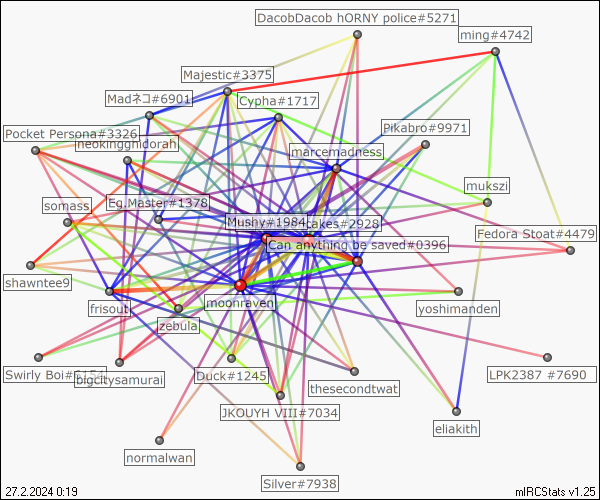 DacobDacob hORNY police#5271
ming#4742
Majestic#3375
Madネコ#6901
Cypha#1717
Pikabro#9971
Pocket Persona#3326
neokingghidorah
marcemadness
mukszi
Eg.Master#1378
somass
Mushy#1984
cakes#2928
Fedora Stoat#4479
Can anything be saved#0396
shawntee9
frisout
moonraven
yoshimanden
zebula
Swirly Boi#6154
bigcitysamurai
Duck#1245
thesecondtwat
LPK2387 #7690
JKOUYH VIII#7034
eliakith
normalwan
Silver#7938
27.2.2024 0:19
mIRCStats v1.25